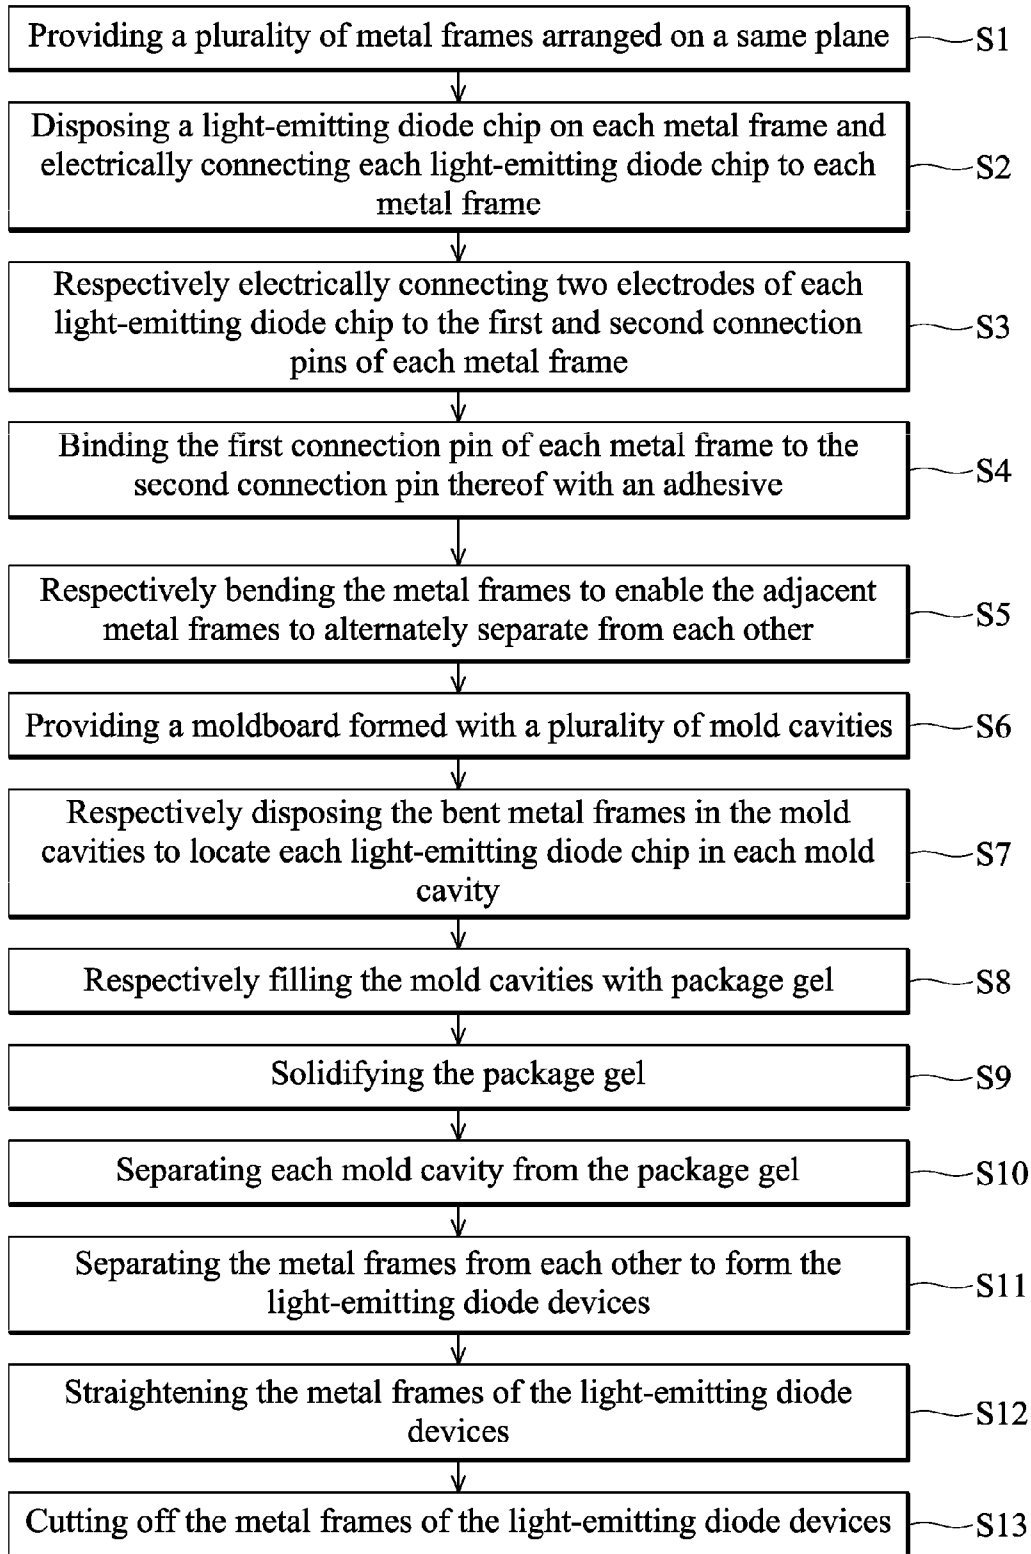 Providing a plurality of metal frames arranged on a same plane
S1
Disposing a light-emitting diode chip on each metal frame and
electrically connecting each light-emitting diode chip to each
metal frame
S2
Respectively electrically connecting two electrodes of each
light-emitting diode chip to the first and second connection
pins of each metal frame
S3
Binding the first connection pin of each metal frame to the
second connection pin thereof with an adhesive
S4
Respectively bending the metal frames to enable the adjacent
metal frames to alternately separate from each other
S5
Providing a moldboard formed with a plurality of mold cavities
S6
Respectively disposing the bent metal frames in the mold
cavities to locate each light-emitting diode chip in each mold
cavity
S7
Respectively filling the mold cavities with package gel
S8
Solidifying the package gel
S9
Separating each mold cavity from the package gel
S10
Separating the metal frames from each other to form the
light-emitting diode devices
S11
Straightening the metal frames of the light-emitting diode
devices
S12
Cutting off the metal frames of the light-emitting diode devices
S13